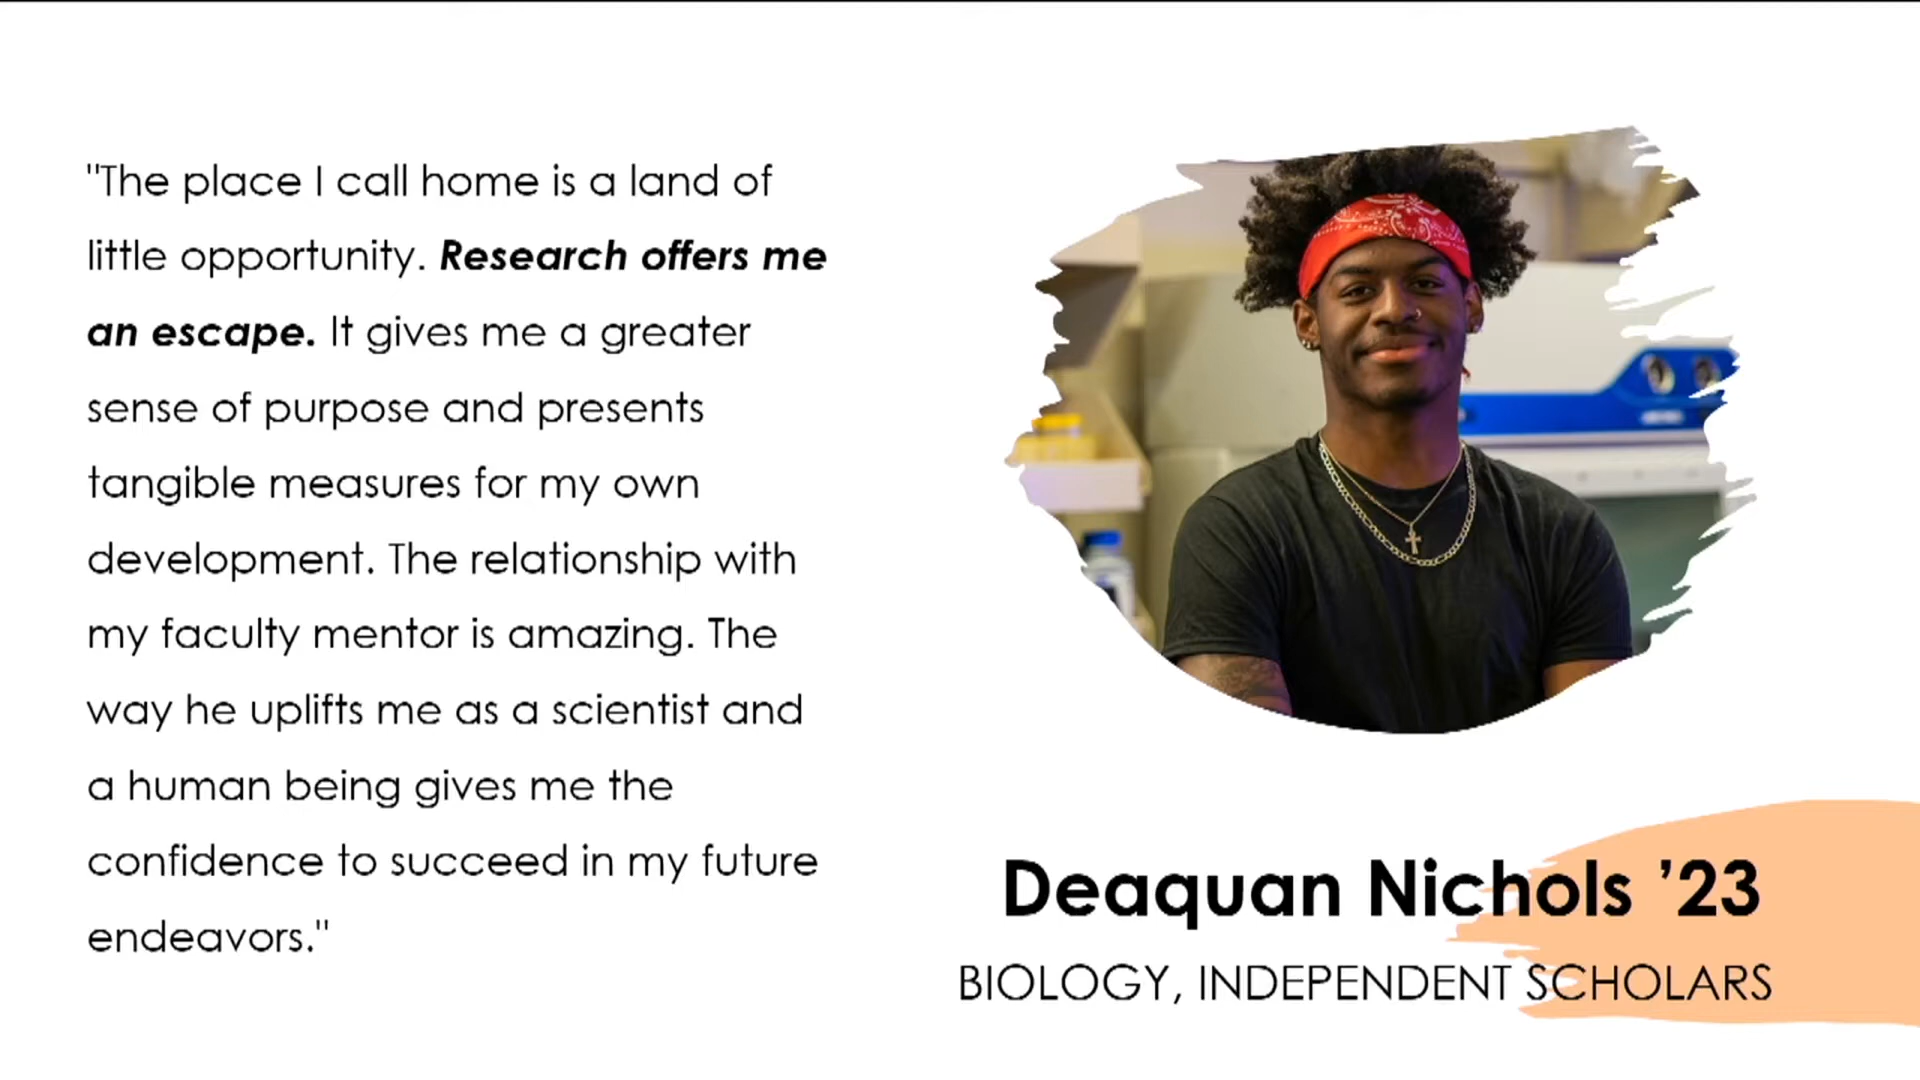 "The place I call home is a land of
little opportunity. Research offers me
an escape. It gives me a greater
sense of purpose and presents
tangible measures for my own
development. The relationship with
my faculty mentor is amazing. The
way he uplifts me as a scientist and
a human being gives me the
confidence to succeed in my future
endeavors."
Deaquan Nichols ’23
BIOLOGY, INDEPENDENT SCHOLARS